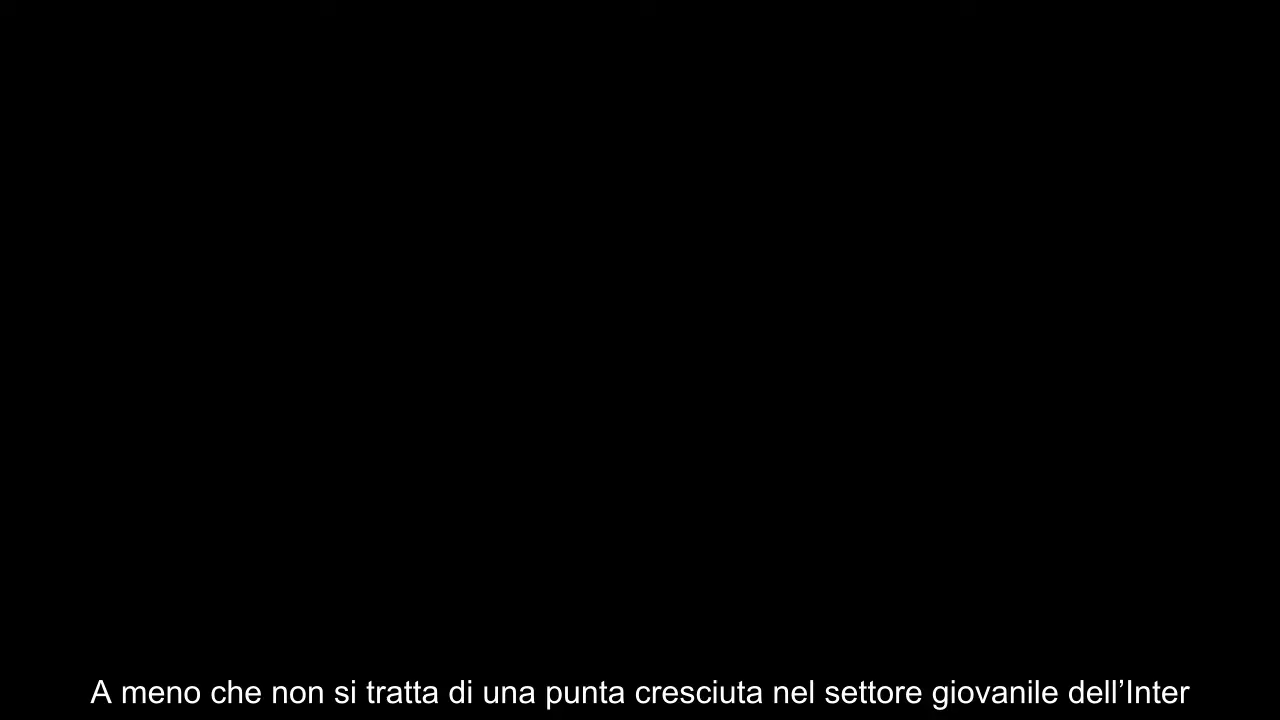 A meno che non si tratta di una punta cresciuta nel settore giovanile dell’Inter